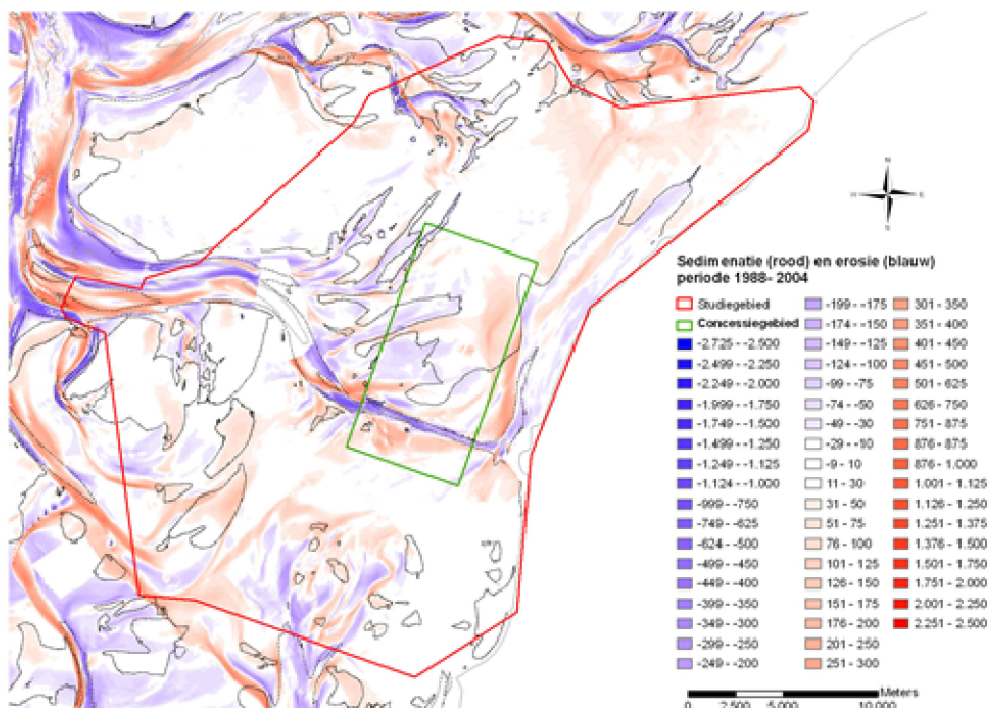 N
W E
S
Sedim enatie (rood) en erosie (blauw)
periode 1988-- 2004
Studiegebied
Concessiegebied
-2.725 - -2.500
-2.499 - -2.250
-2.249 - -2.000
-1.999 - -1.750
-1.749 - -1.500
-1.499 - -1.250
-1.249 - -1.125
-1.124 - -1.000
-999 - -750
-749 - -625
-624 - -500
-499 - -450
-449 - -400
-399 - -350
-349 - -300
-299 - -250
-249 - -200
-199 - -175
-174 - -150
-149 - -125
-124 - -100
-99 - -75
-74 - -50
-49 - -30
-29 - -10
-9 - 10
11 - 30
31 - 50
51 - 75
76 - 100
101 - 125
126 - 150
151 - 175
176 - 200
201 - 250
251 - 300
301 - 350
351 - 400
401 - 450
451 - 500
501 - 625
626 - 750
751 - 875
876 - 875
876 - 1.000
1.001 - 1.125
1.126 - 1.250
1.251 - 1.375
1.376 - 1.500
1.501 - 1.750
1.751 - 2.000
2.001 - 2.250
2.251 - 2.500
Meters
0 2.500 5.000 10.000